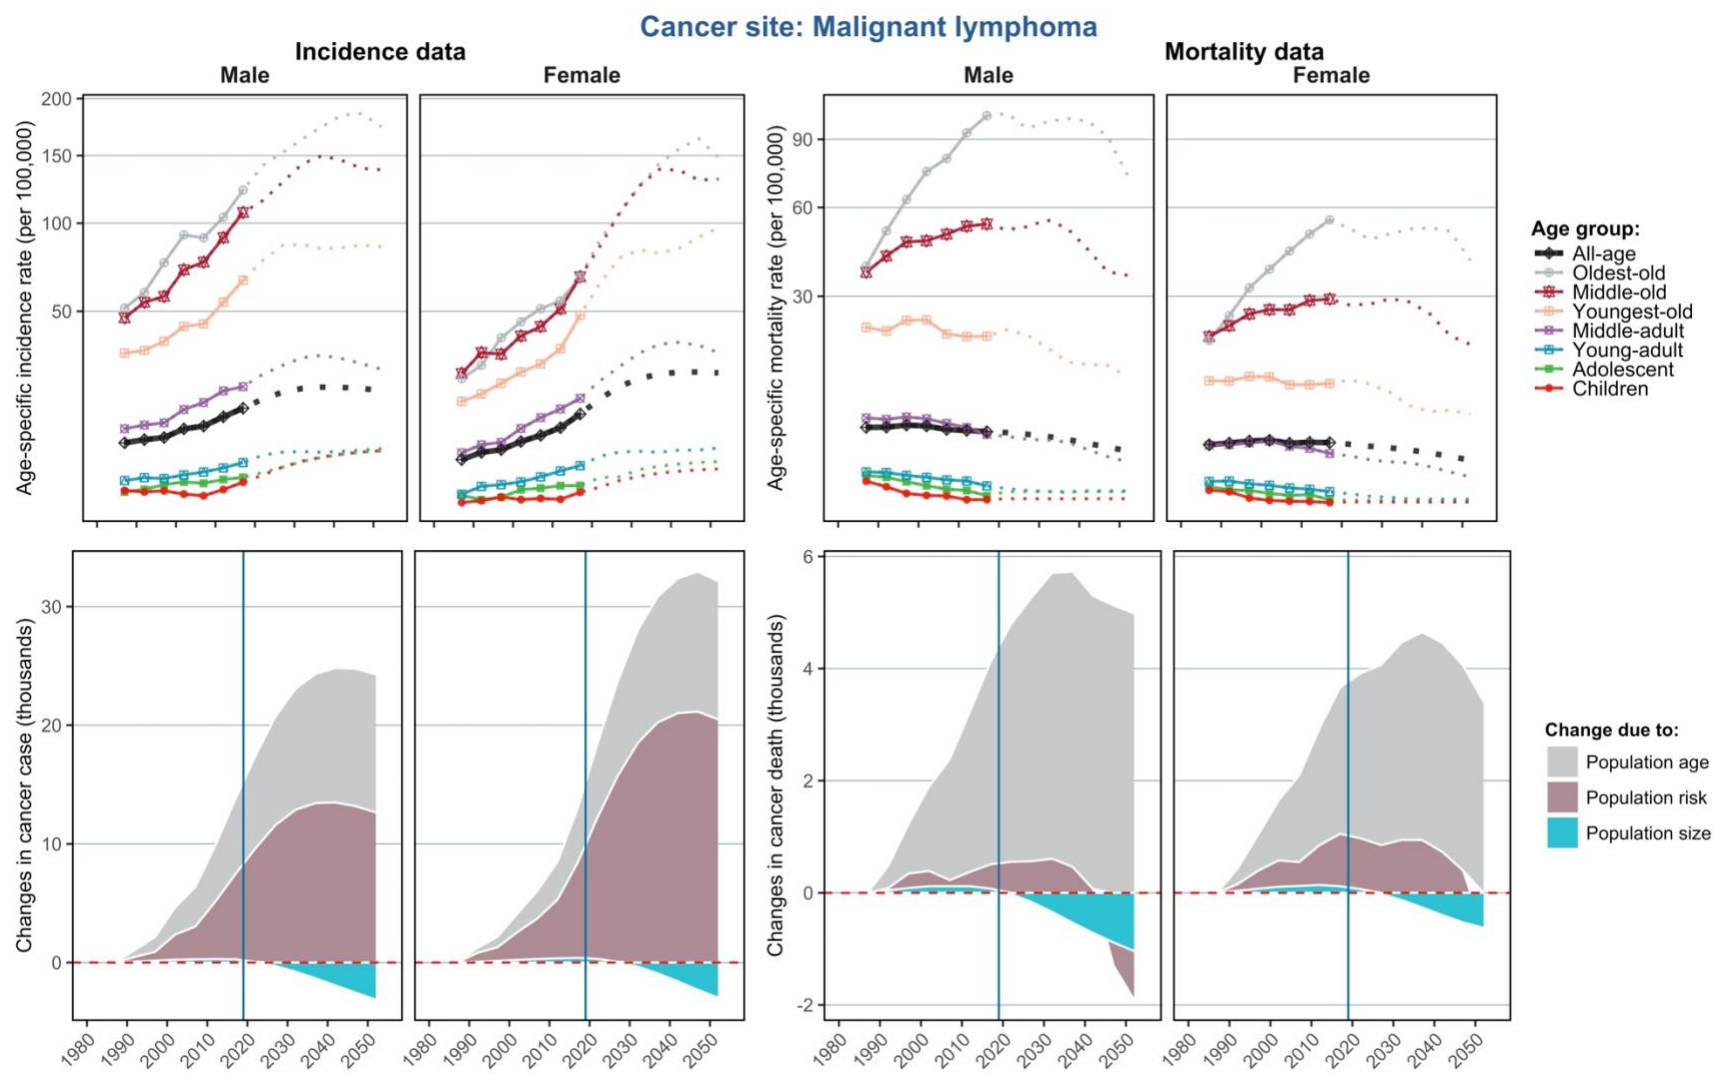 Cancer site: Malignant lymphoma
Incidence data
Mortality data
Male
Female
Male
Female
Age-specific incidence rate (per 100,000)
200
150
100
50
Age-specific mortality rate (per 100,000)
90
60
30
Age group:
All-age
Oldest-old
Middle-old
Youngest-old
Middle-adult
Young-adult
Adolescent
Children
Changes in cancer case (thousands)
30
20
10
0
Changes in cancer death (thousands)
6
4
2
0
-2
Change due to:
Population age
Population risk
Population size
1980 1990 2000 2010 2020 2030 2040 2050
1980 1990 2000 2010 2020 2030 2040 2050
1980 1990 2000 2010 2020 2030 2040 2050
1980 1990 2000 2010 2020 2030 2040 2050